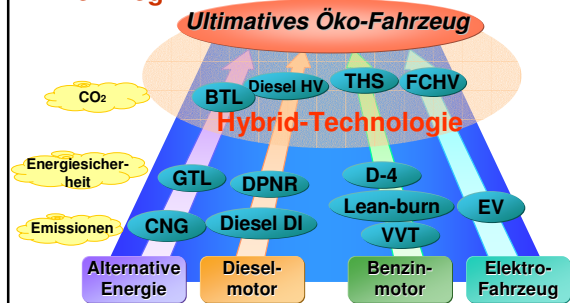 Ultimatives Öko-Fahrzeug
CO2
BTL
Diesel HV
THS
FCHV
Hybrid-Technologie
Energiesicher-
heit
GTL
DPNR
D-4
Lean-burn
EV
Emissionen
CNG
Diesel DI
VVT
Alternative
Energie
Diesel-
motor
Benzin-
motor
Elektro-
Fahrzeug